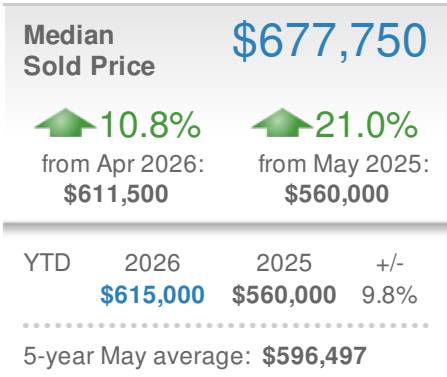 Median $677,750
Sold Price
10.8% 21.0%
from Apr 2026: from May 2025:
$611,500 $560,000
YTD 2026 2025 +/-
$615,000 $560,000 9.8%
5-year May average: $596,497